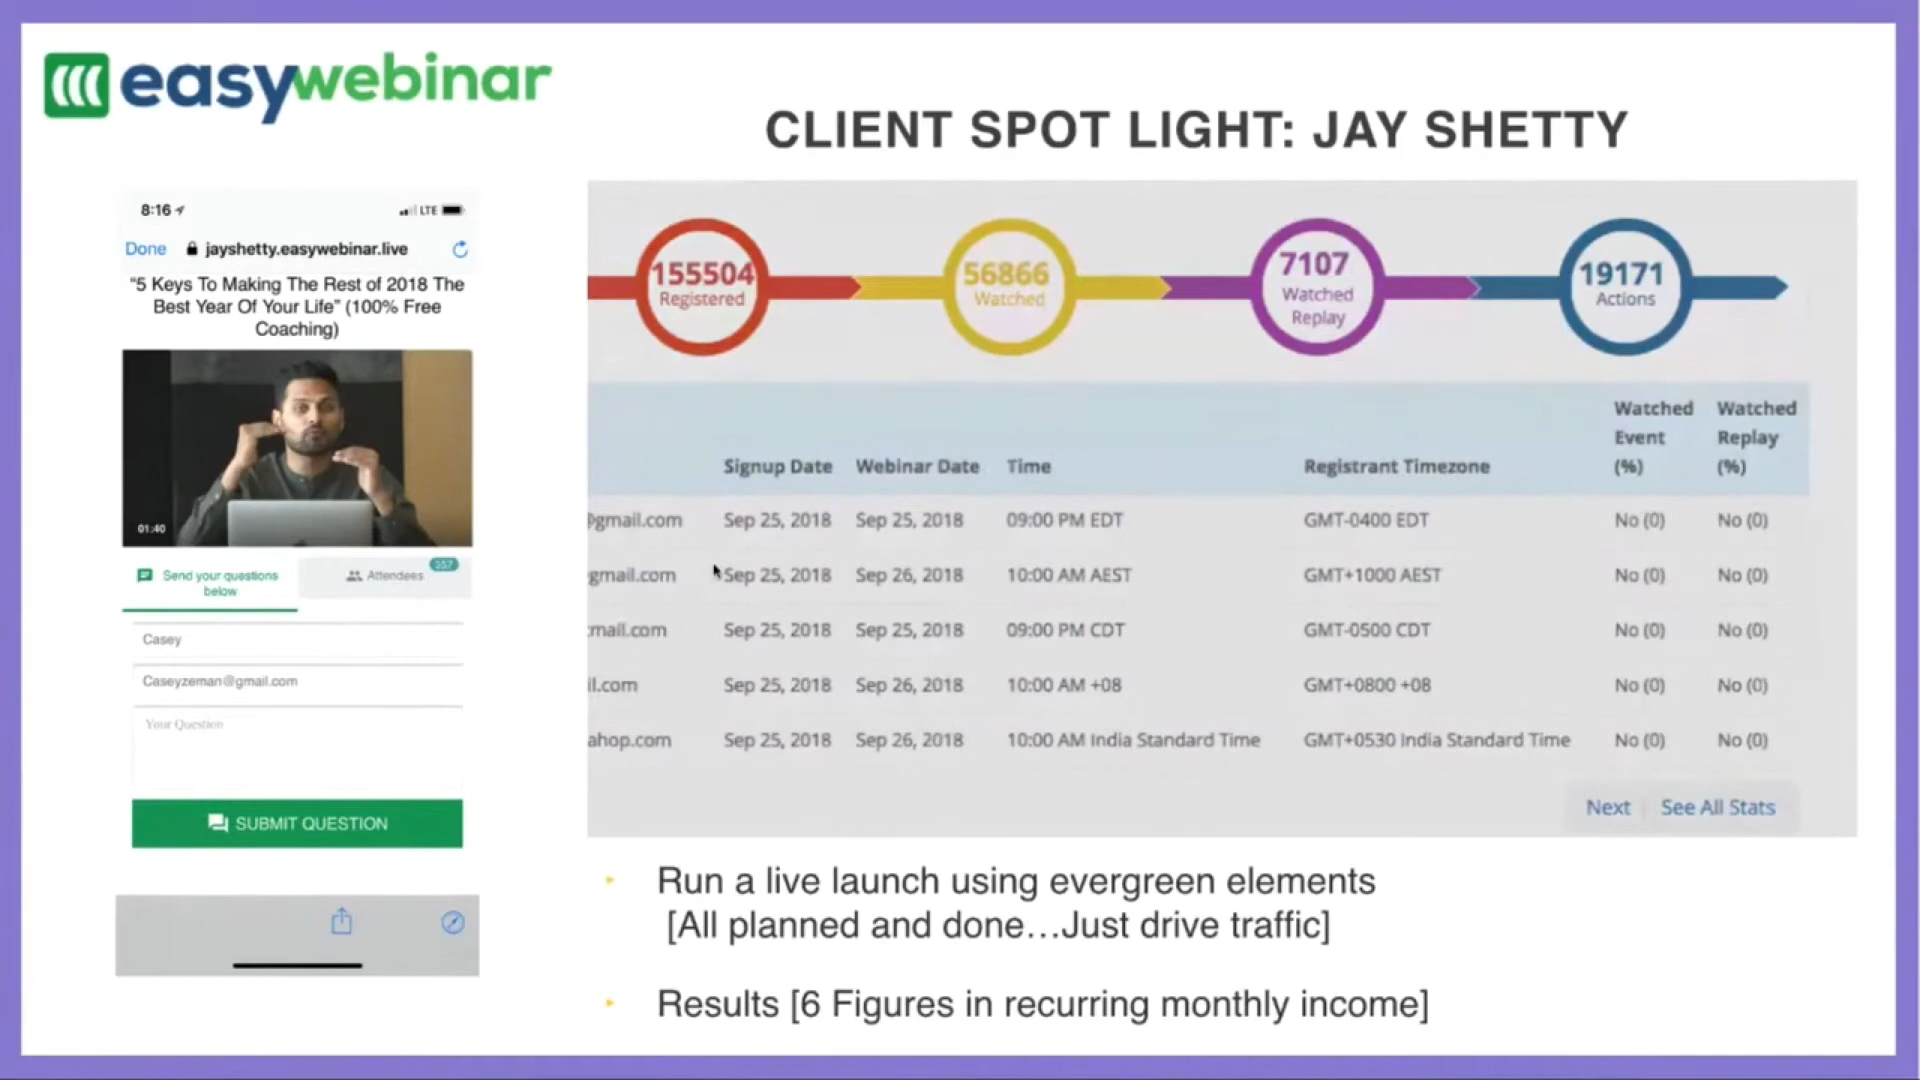 easywebinar
CLIENT SPOT LIGHT: JAY SHETTY
8:16
LTE
Done
jayshetty.easywebinar.live
“5 Keys To Making The Rest of 2018 The
Best Year Of Your Life” (100% Free
Coaching)
01:40
Send your questions
below
Attendees
357
Casey
Caseyzeman@gmail.com
Your Question
SUBMIT QUESTION
155504
Registered
56866
Watched
7107
Watched
Replay
19171
Actions
Signup Date Webinar Date Time Registrant Timezone Watched Event (%) Watched Replay (%)
@gmail.com Sep 25, 2018 Sep 25, 2018 09:00 PM EDT GMT-0400 EDT No (0) No (0)
gmail.com Sep 25, 2018 Sep 26, 2018 10:00 AM AEST GMT+1000 AEST No (0) No (0)
mail.com Sep 25, 2018 Sep 25, 2018 09:00 PM CDT GMT-0500 CDT No (0) No (0)
il.com Sep 25, 2018 Sep 26, 2018 10:00 AM +08 GMT+0800 +08 No (0) No (0)
ahop.com Sep 25, 2018 Sep 26, 2018 10:00 AM India Standard Time GMT+0530 India Standard Time No (0) No (0)
Next See All Stats
Run a live launch using evergreen elements
[All planned and done…Just drive traffic]
Results [6 Figures in recurring monthly income]